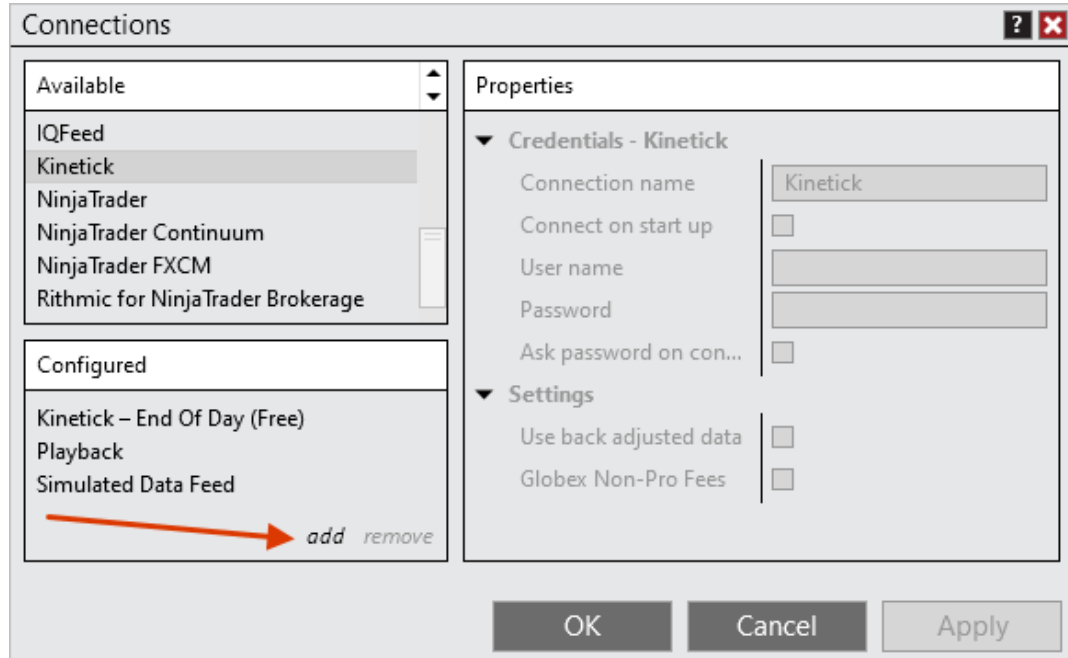 Connections
?
Available
IQFeed
Kinetick
NinjaTrader
NinjaTrader Continuum
NinjaTrader FXCM
Rithmic for NinjaTrader Brokerage
Configured
Kinetick – End Of Day (Free)
Playback
Simulated Data Feed
add remove
Properties
Credentials - Kinetick
Connection name Kinetick
Connect on start up
User name
Password
Ask password on con...
Settings
Use back adjusted data
Globex Non-Pro Fees
OK Cancel Apply